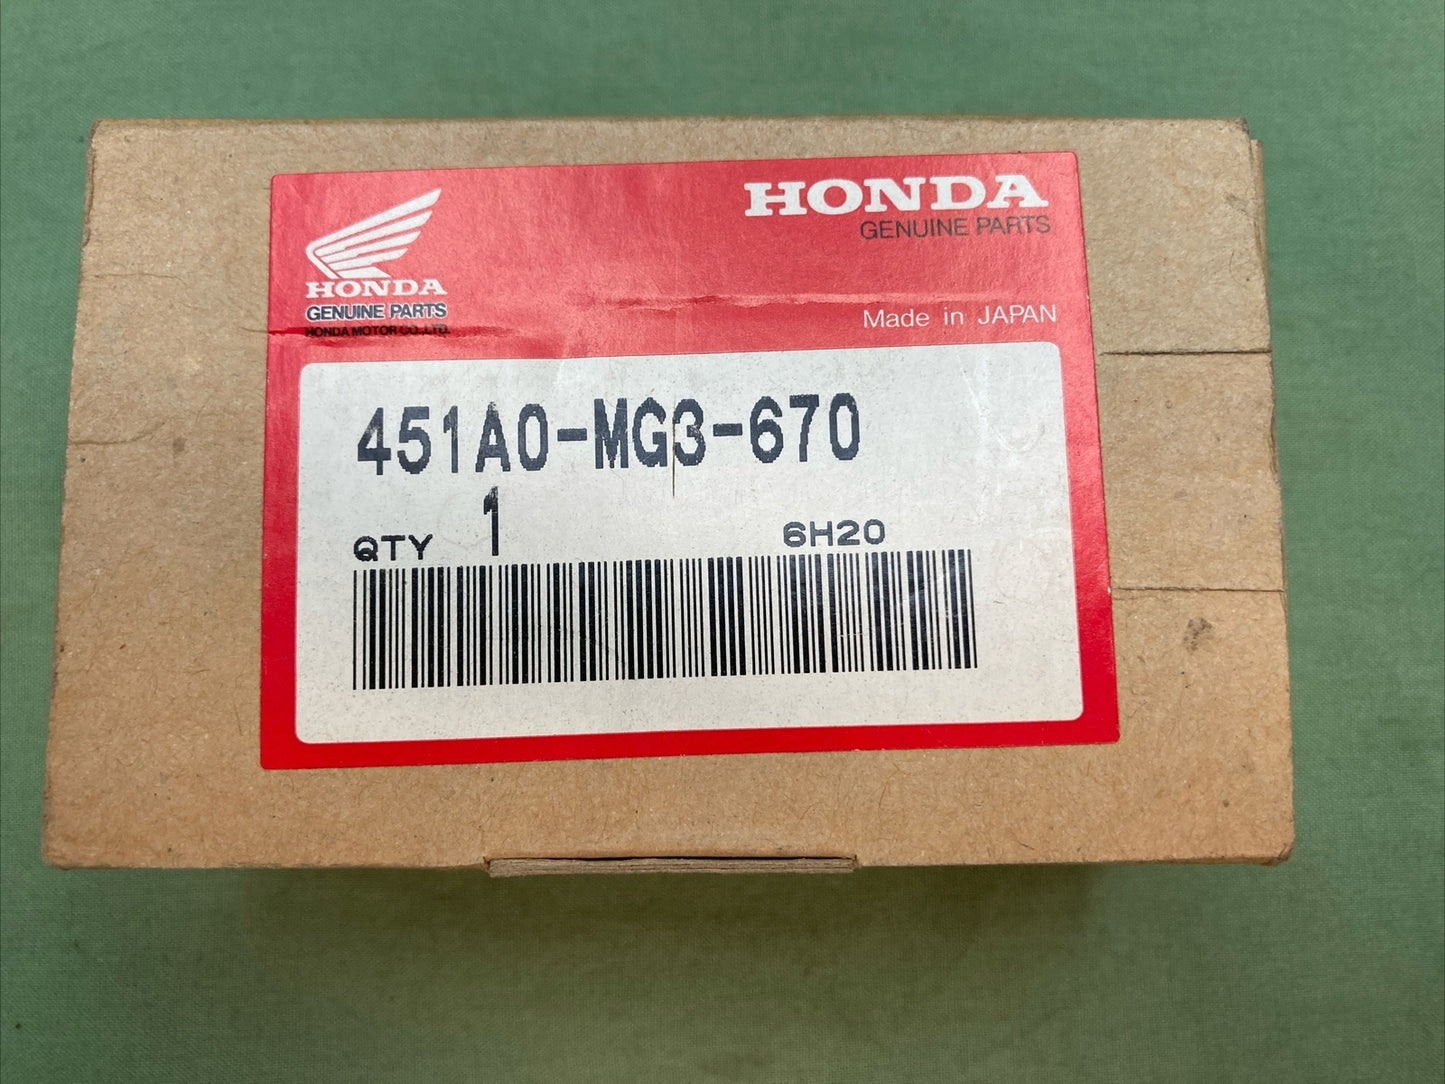 HONDA
GENUINE PARTS
HONDA MOTOR CO.,LTD.
HONDA
GENUINE PARTS
Made in JAPAN
451A0-MG3-670
QTY 1 6H20